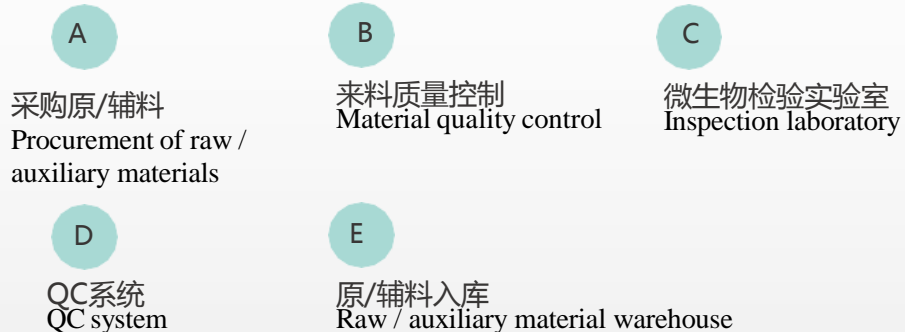 A
采购原/辅料
Procurement of raw /
auxiliary materials
B
来料质量控制
Material quality control
C
微生物检验实验室
Inspection laboratory
D
QC系统
QC system
E
原/辅料入库
Raw / auxiliary material warehouse